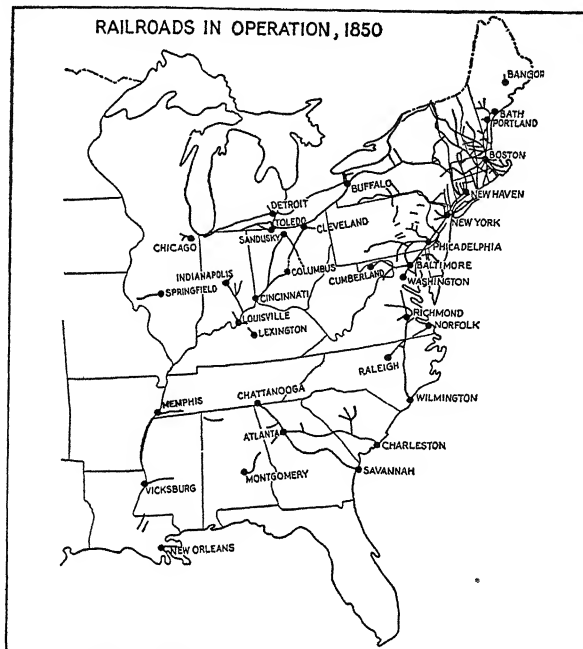 RAILROADS IN OPERATION, 1850
BANGOR
BATH
PORTLAND
BOSTON
BUFFALO
NEW HAVEN
DETROIT
TOLEDO
NEW YORK
CLEVELAND
SANDUSKY
CHICAGO
PHILADELPHIA
INDIANAPOLIS
COLUMBUS
CUMBERLAND
BALTIMORE
WASHINGTON
SPRINGFIELD
CINCINNATI
RICHMOND
LOUISVILLE
NORFOLK
LEXINGTON
RALEIGH
MEMPHIS
CHATTANOOGA
WILMINGTON
ATLANTA
CHARLESTON
MONTGOMERY
SAVANNAH
VICKSBURG
NEW ORLEANS